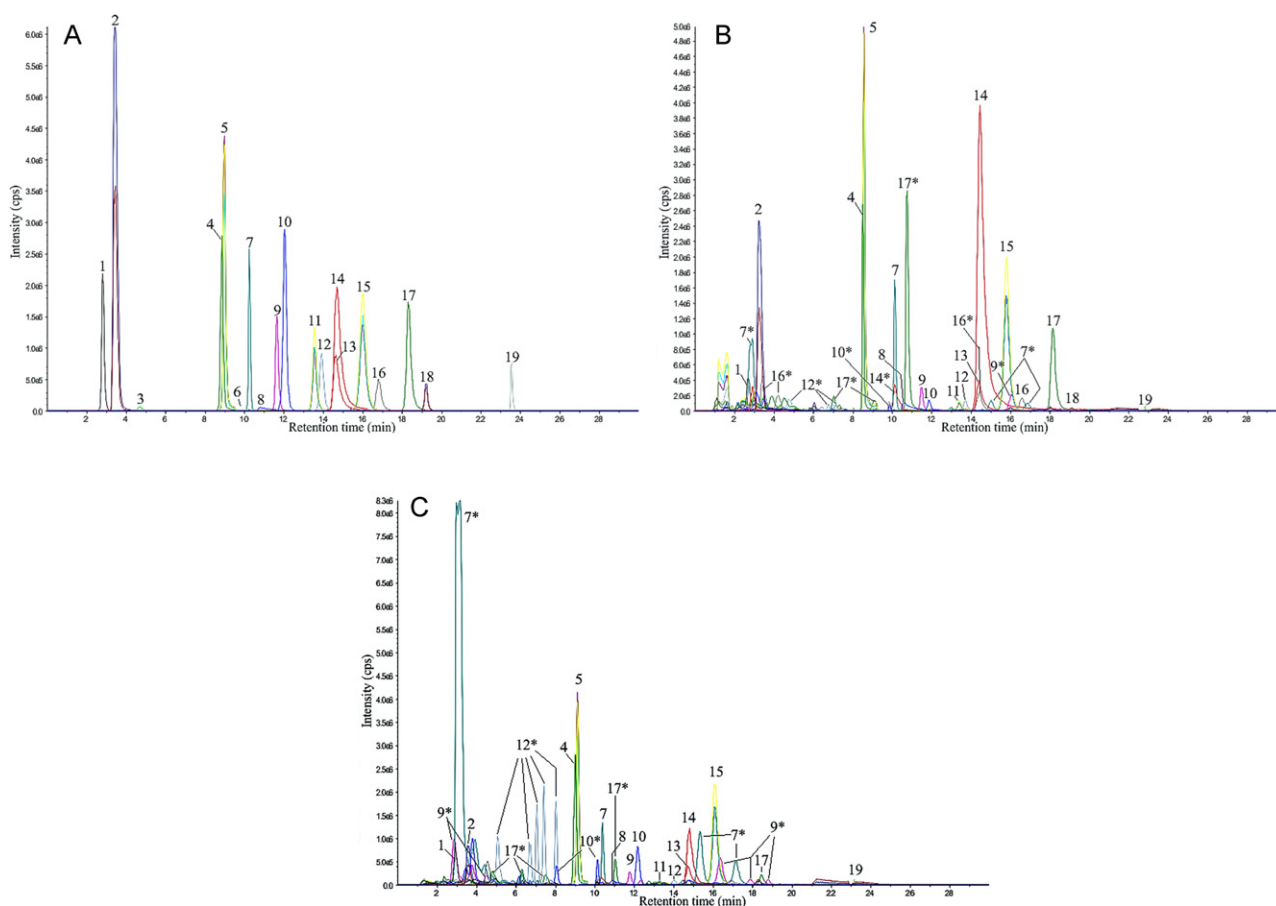 A
Intensity (cps)
6.0e6
5.5e6
5.0e6
4.5e6
4.0e6
3.5e6
3.0e6
2.5e6
2.0e6
1.5e6
1.0e6
5.0e5
0.0
1 2 3 4 5 6 7 8 9 10 11 12 13 14 15 16 17 18 19
2 4 6 8 10 12 14 16 18 20 22 24 26 28
Retention time (min)
B
Intensity (cps)
5.0e6
4.8e6
4.6e6
4.4e6
4.2e6
4.0e6
3.8e6
3.6e6
3.4e6
3.2e6
3.0e6
2.8e6
2.6e6
2.4e6
2.2e6
2.0e6
1.8e6
1.6e6
1.4e6
1.2e6
1.0e6
8.0e5
6.0e5
4.0e5
2.0e5
0.0
1 7* 2 16* 12* 17* 10* 14* 4 5 7 8 17* 9 10 11 12 13 16* 14 9* 15 16 7* 17 18 19
2 4 6 8 10 12 14 16 18 20 22 24 26 28
Retention time (min)
C
Intensity (cps)
8.3e6
8.0e6
7.5e6
7.0e6
6.5e6
6.0e6
5.5e6
5.0e6
4.5e6
4.0e6
3.5e6
3.0e6
2.5e6
2.0e6
1.5e6
1.0e6
5.0e5
0.0
9* 1 2 7* 17* 12* 4 5 10* 7 17* 8 9 10 11 12 13 14 15 7* 9* 17 19
2 4 6 8 10 12 14 16 18 20 22 24 26 28
Retention time (min)